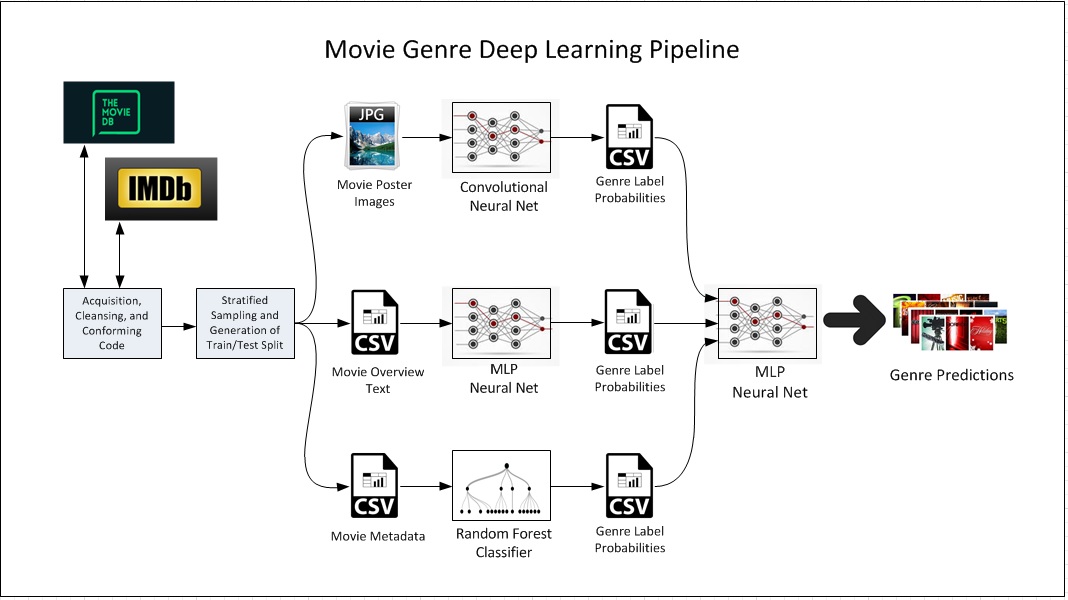 Movie Genre Deep Learning Pipeline
THE
MOVIE
DB
IMDb
Acquisition,
Cleansing, and
Conforming
Code
Stratified
Sampling and
Generation of
Train/Test Split
JPG
Movie Poster
Images
Convolutional
Neural Net
CSV
Genre Label
Probabilities
CSV
Movie Overview
Text
MLP
Neural Net
CSV
Genre Label
Probabilities
CSV
Movie Metadata
Random Forest
Classifier
CSV
Genre Label
Probabilities
MLP
Neural Net
Genre Predictions